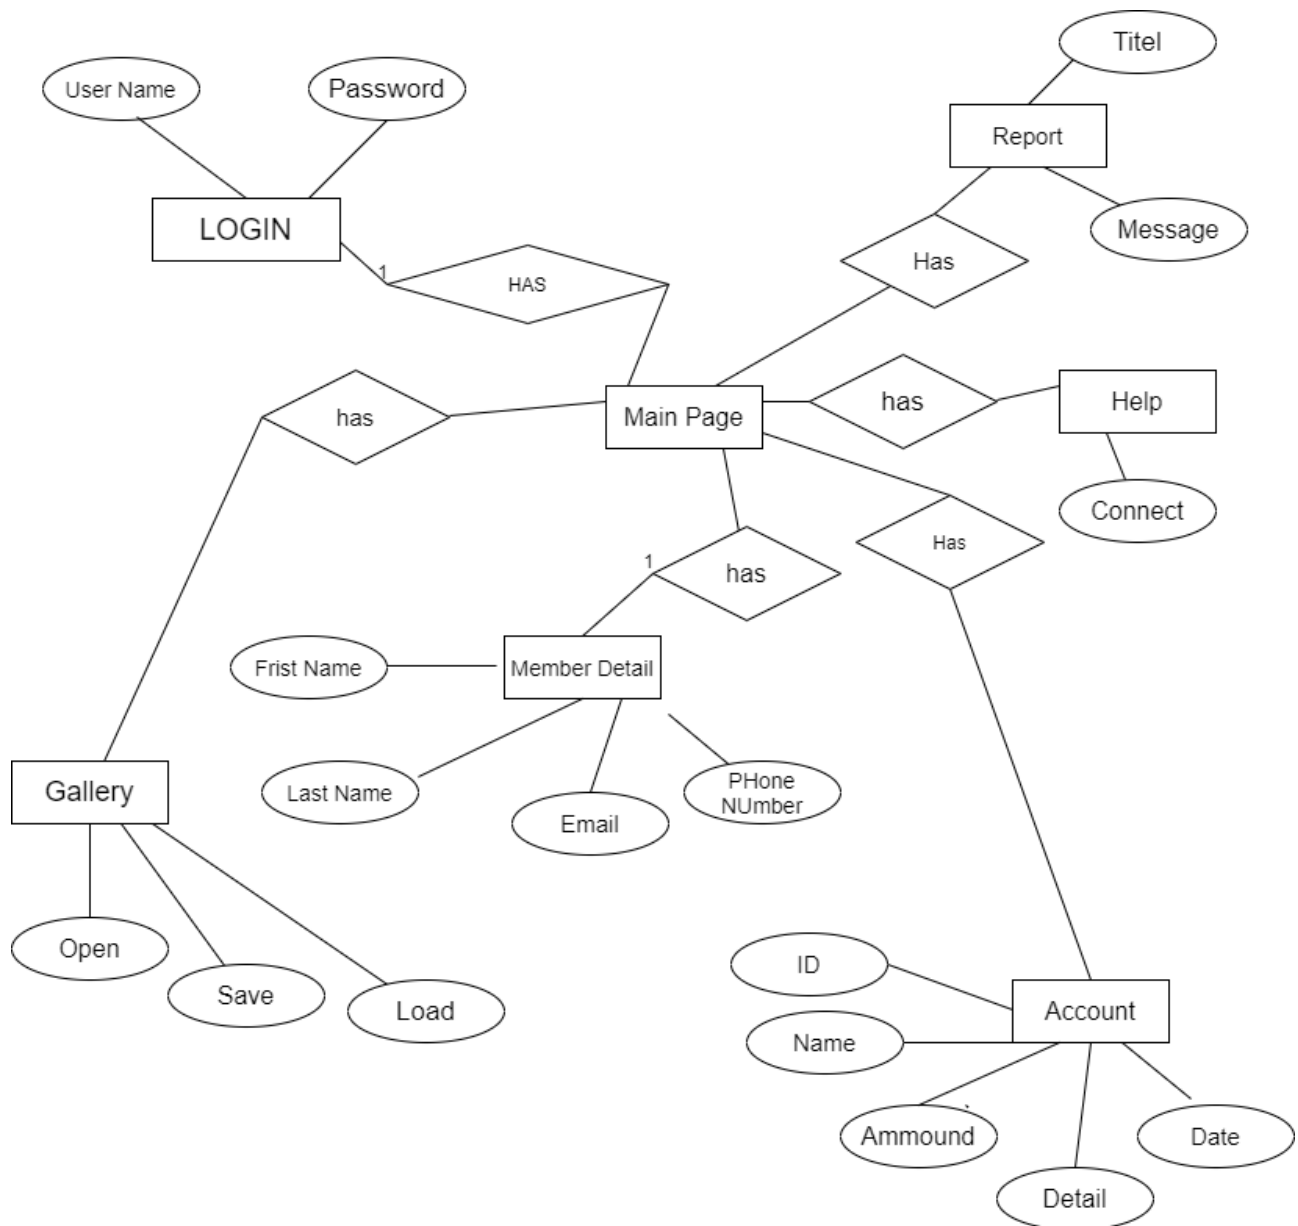 Titel
User Name
Password
Report
LOGIN
Message
Has
1
HAS
has
Main Page
has
Help
Connect
Has
1
has
Frist Name
Member Detail
Gallery
Last Name
Email
PHone
NUmber
Open
Save
Load
ID
Account
Name
Ammound
Date
Detail